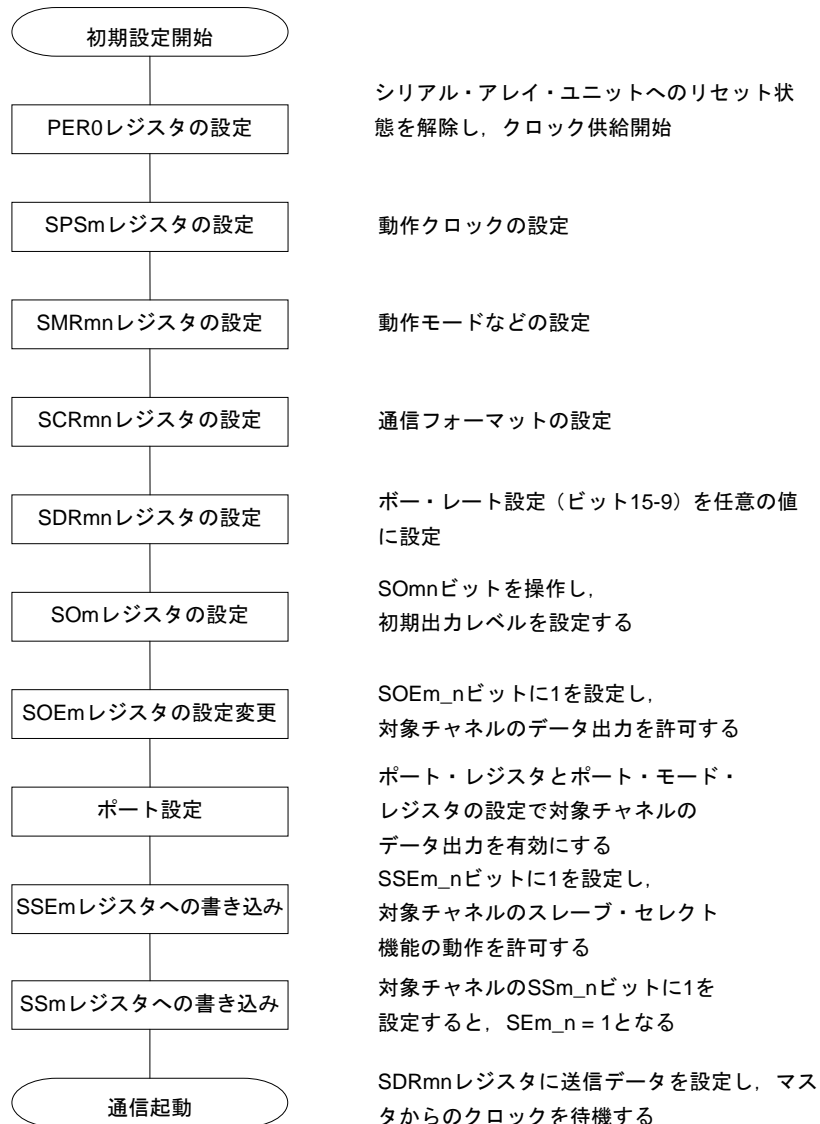 初期設定開始
シリアル・アレイ・ユニットへのリセット状
態を解除し，クロック供給開始
PER0レジスタの設定
SPSmレジスタの設定
動作クロックの設定
SMRmnレジスタの設定
動作モードなどの設定
SCRmnレジスタの設定
通信フォーマットの設定
SDRmnレジスタの設定
ボー・レート設定（ビット15-9）を任意の値
に設定
SOmレジスタの設定
SOmnビットを操作し，
初期出力レベルを設定する
SOEmレジスタの設定変更
SOEm_nビットに1を設定し，
対象チャネルのデータ出力を許可する
ポート設定
ポート・レジスタとポート・モード・
レジスタの設定で対象チャネルの
データ出力を有効にする
SSEmレジスタへの書き込み
SSEm_nビットに1を設定し，
対象チャネルのスレーブ・セレクト
機能の動作を許可する
SSmレジスタへの書き込み
対象チャネルのSSm_nビットに1を
設定すると，SEm_n = 1となる
通信起動
SDRmnレジスタに送信データを設定し，マス
タからのクロックを待機する